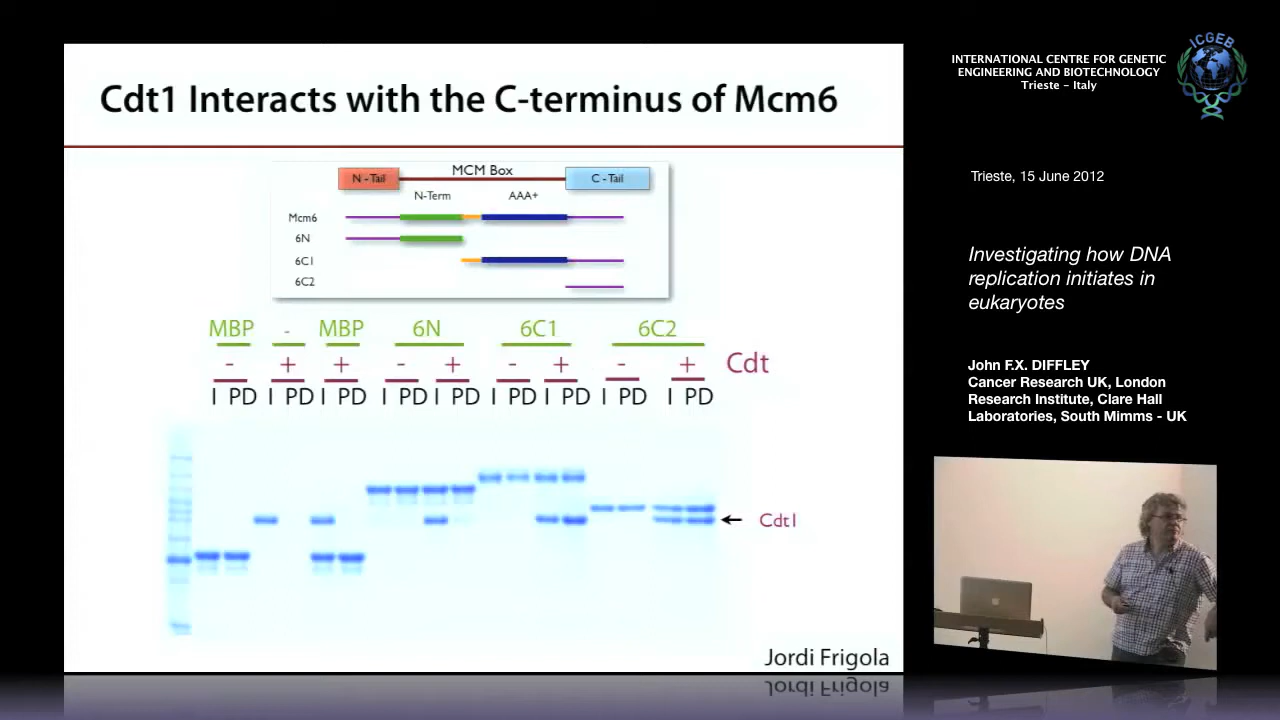 Cdt1 Interacts with the C-terminus of Mcm6
N - Tail
MCM Box
C - Tail
N-Term
AAA+
Mcm6
6N
6C1
6C2
MBP - MBP 6N 6C1 6C2
- + + - + - + - + Cdt
I PD I PD I PD I PD I PD I PD I PD I PD I PD
Cdt1
Jordi Frigola
Jordi Frigola
INTERNATIONAL CENTRE FOR GENETIC
ENGINEERING AND BIOTECHNOLOGY
Trieste – Italy
ICGEB
Trieste, 15 June 2012
Investigating how DNA
replication initiates in
eukaryotes
John F.X. DIFFLEY
Cancer Research UK, London
Research Institute, Clare Hall
Laboratories, South Mimms - UK